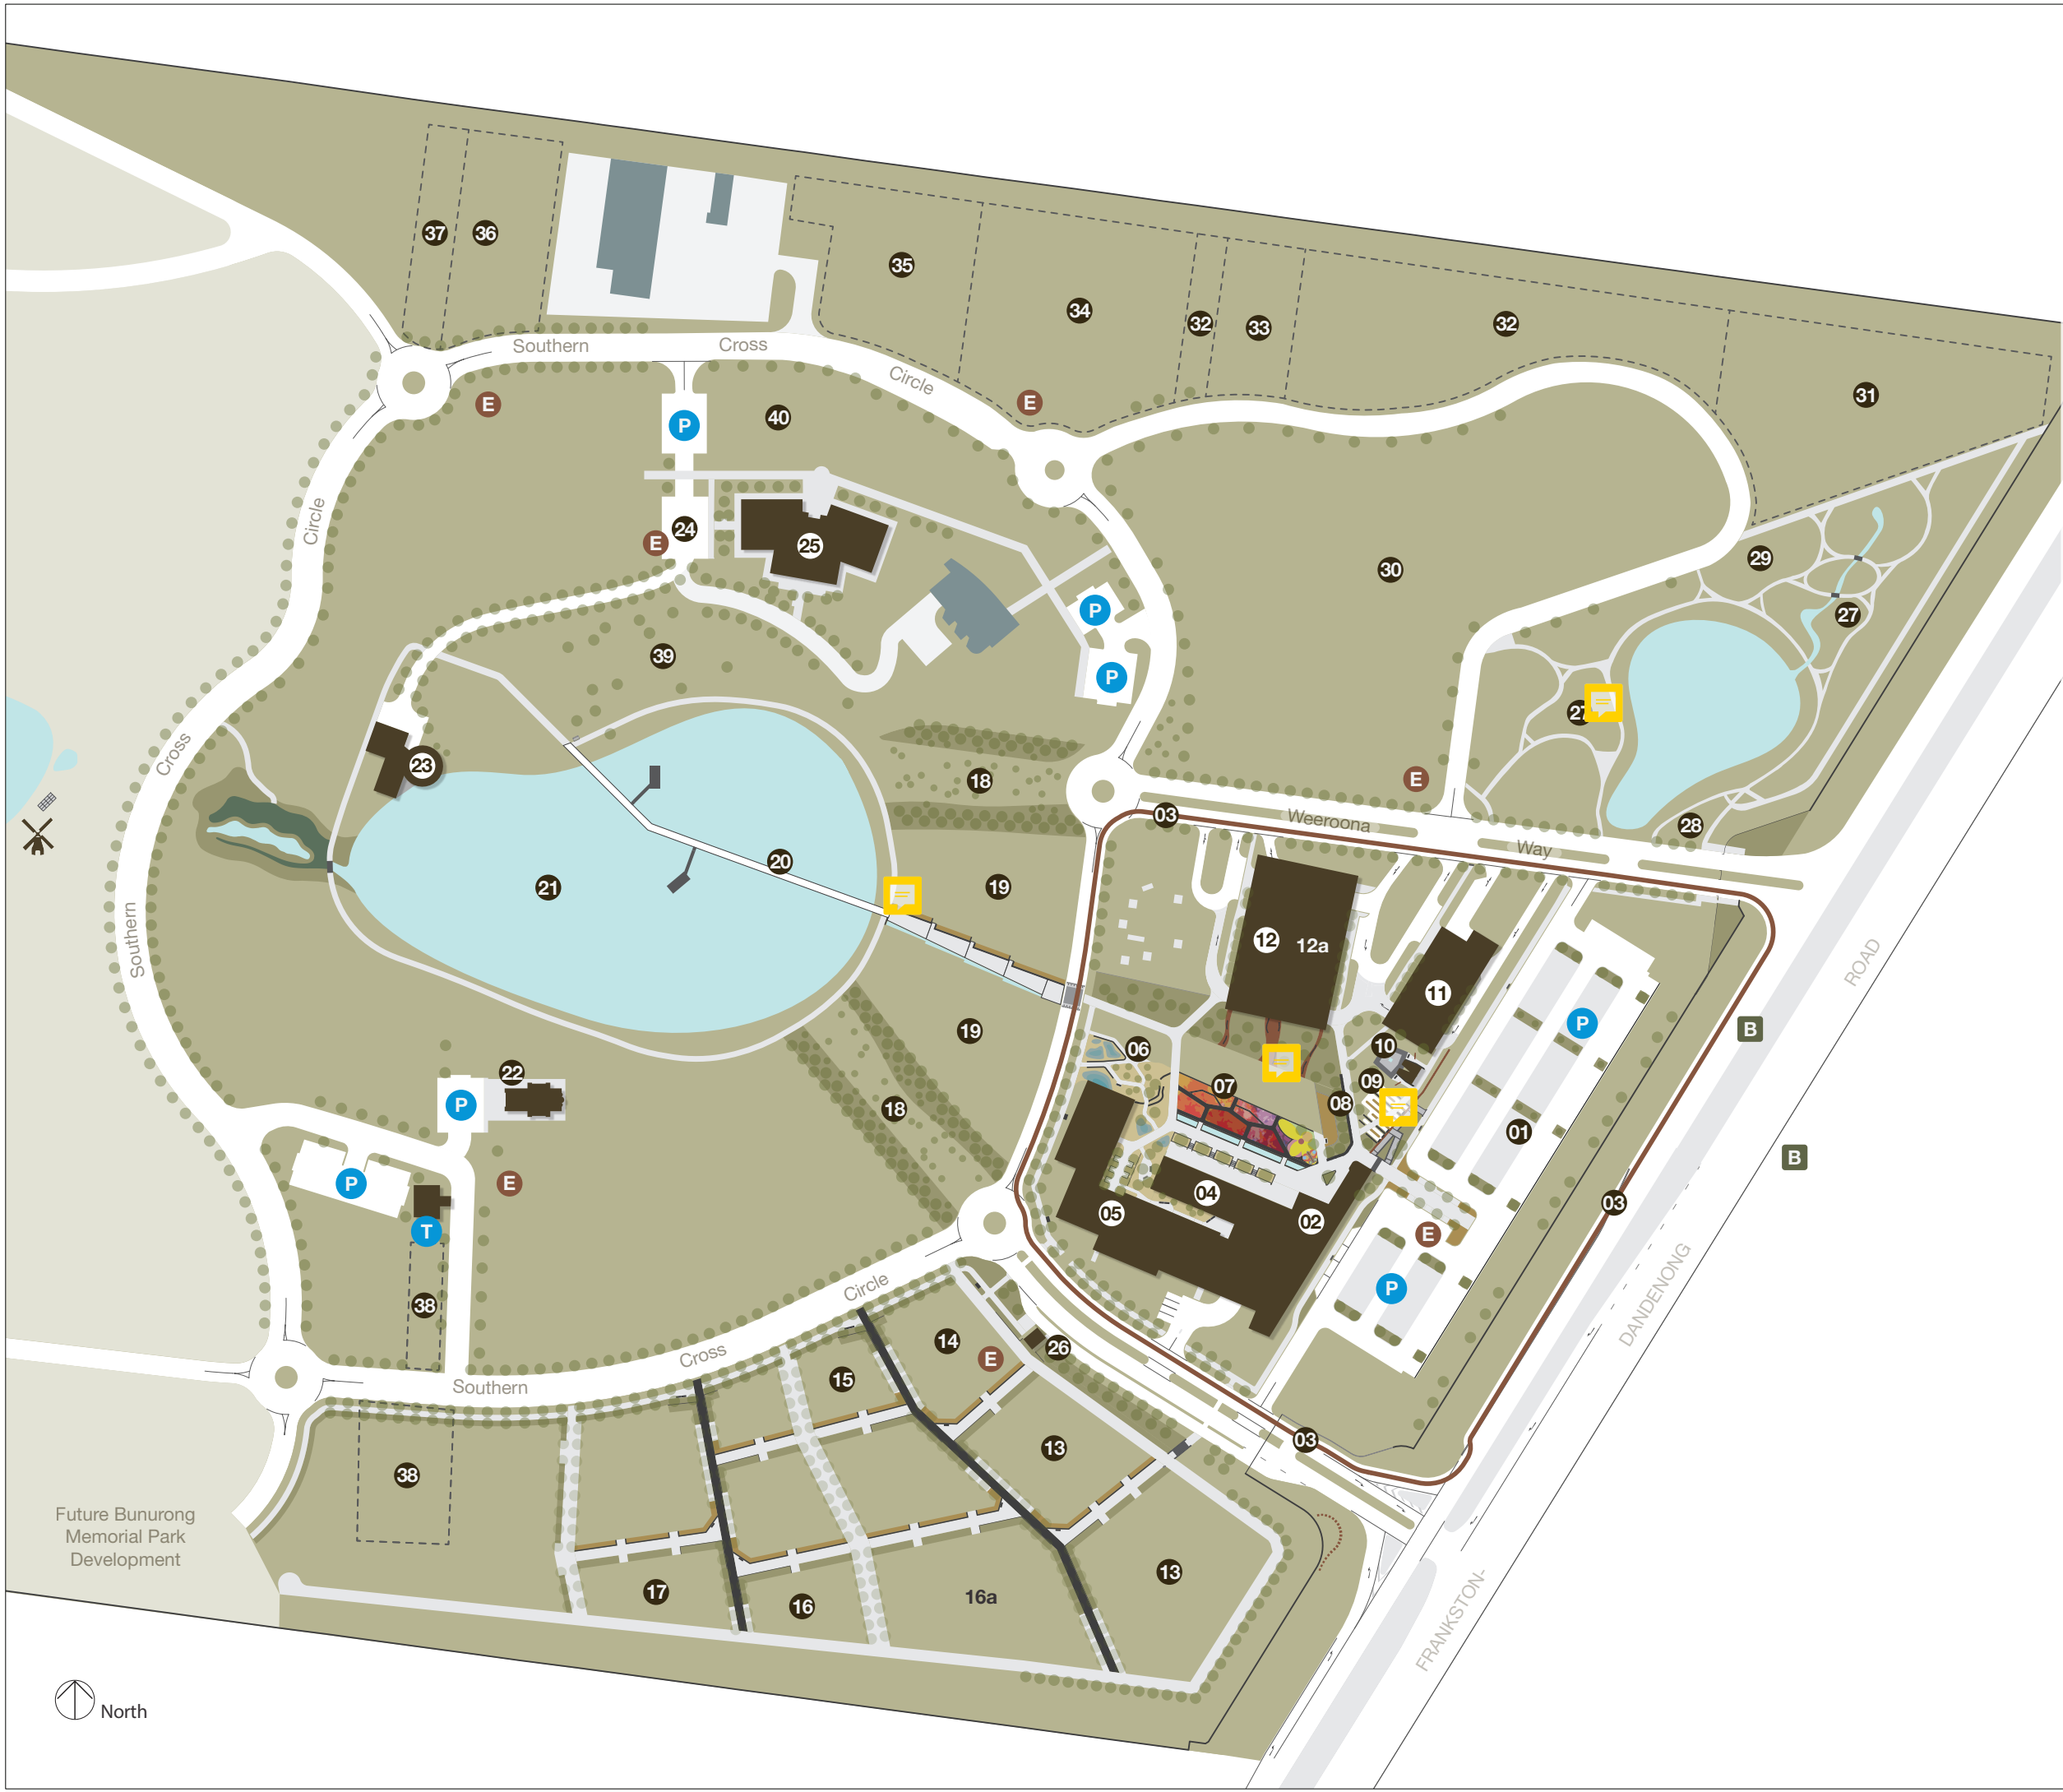 37
36
35
34
32
33
32
31
Southern
Cross
Circle
E
E
40
P
24
E
25
Circle
30
29
27
P
P
39
27
18
E
Cross
23
03
Weeroona
Way
28
20
21
19
Southern
12
12a
11
ROAD
P
B
19
06
10
22
P
18
07
09
08
01
B
P
E
T
04
05
02
03
E
P
38
Circle
DANDENONG
14
E
26
Cross
15
Southern
13
03
38
Future Bunurong
Memorial Park
Development
17
16
16a
13
FRANKSTON-
North